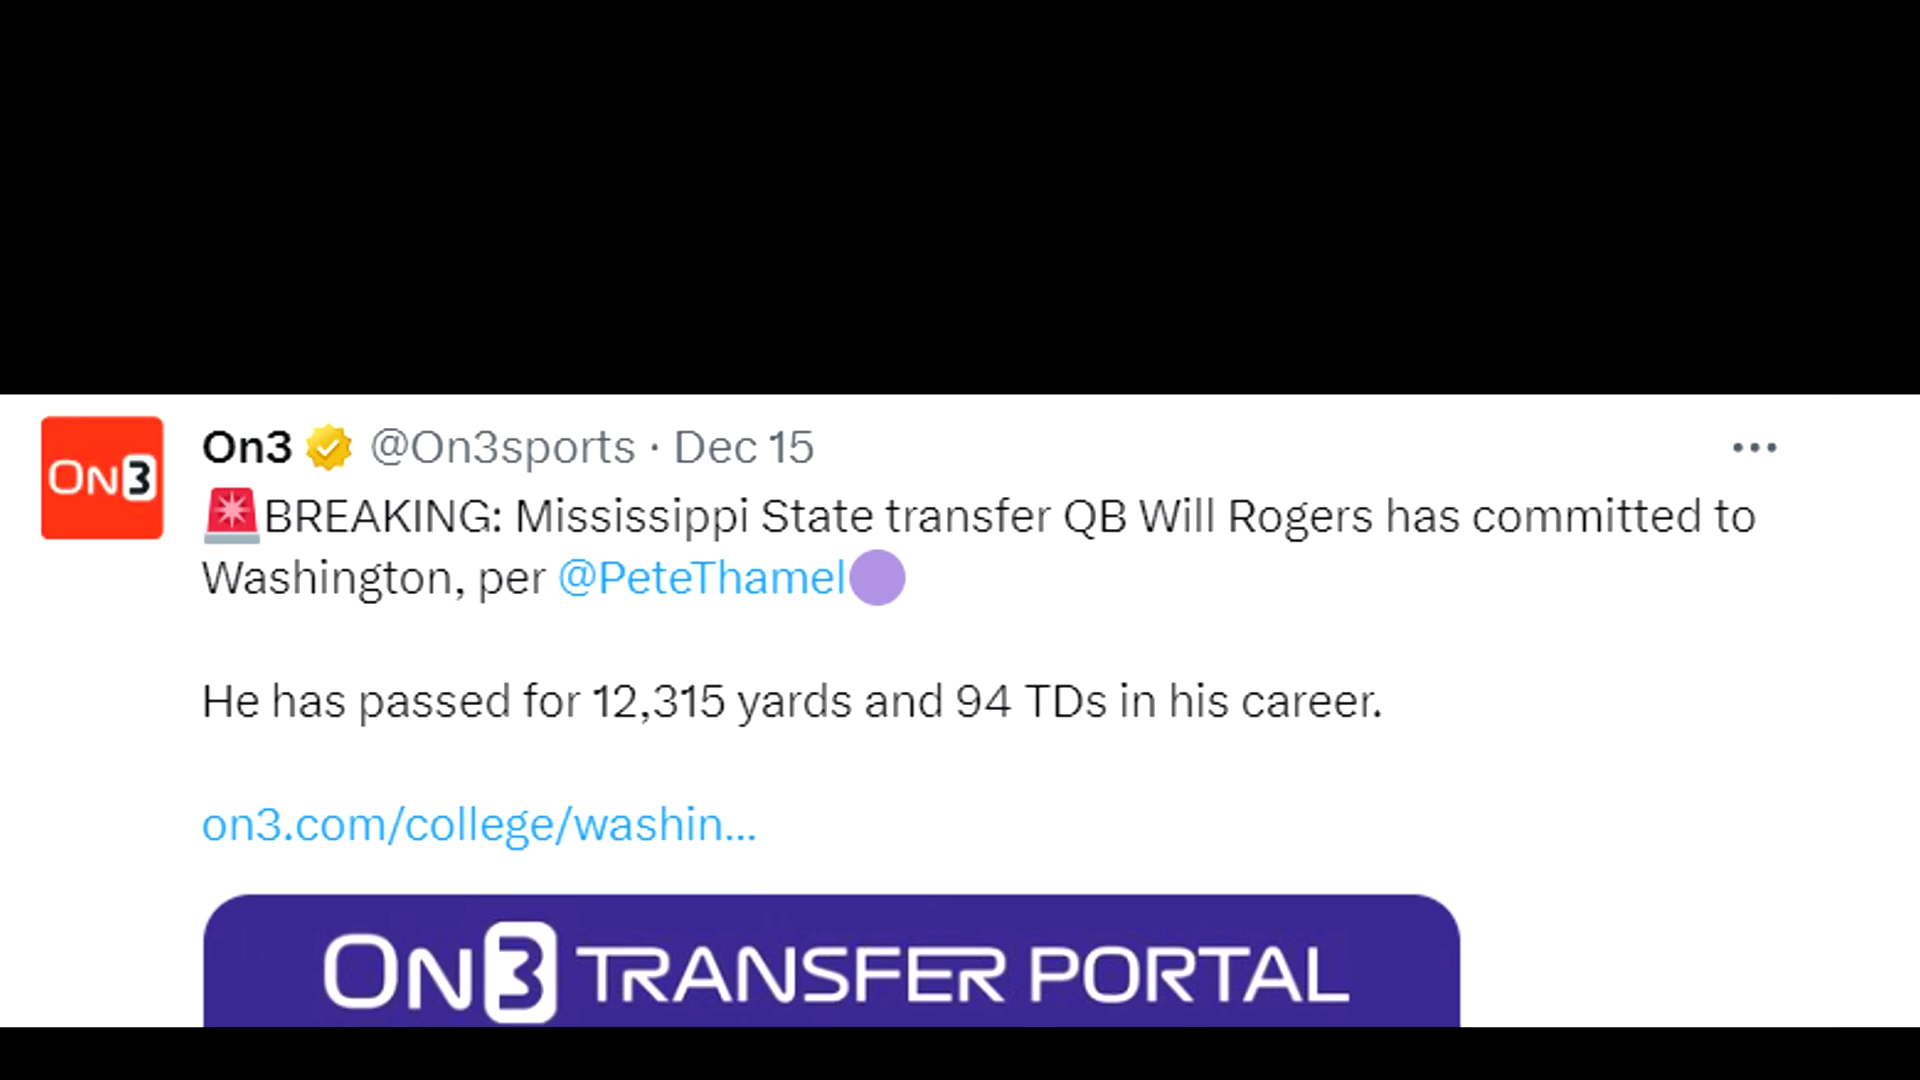 ON3
On3 @On3sports · Dec 15
BREAKING: Mississippi State transfer QB Will Rogers has committed to
Washington, per @PeteThamel
He has passed for 12,315 yards and 94 TDs in his career.
on3.com/college/washin...
ON3 TRANSFER PORTAL